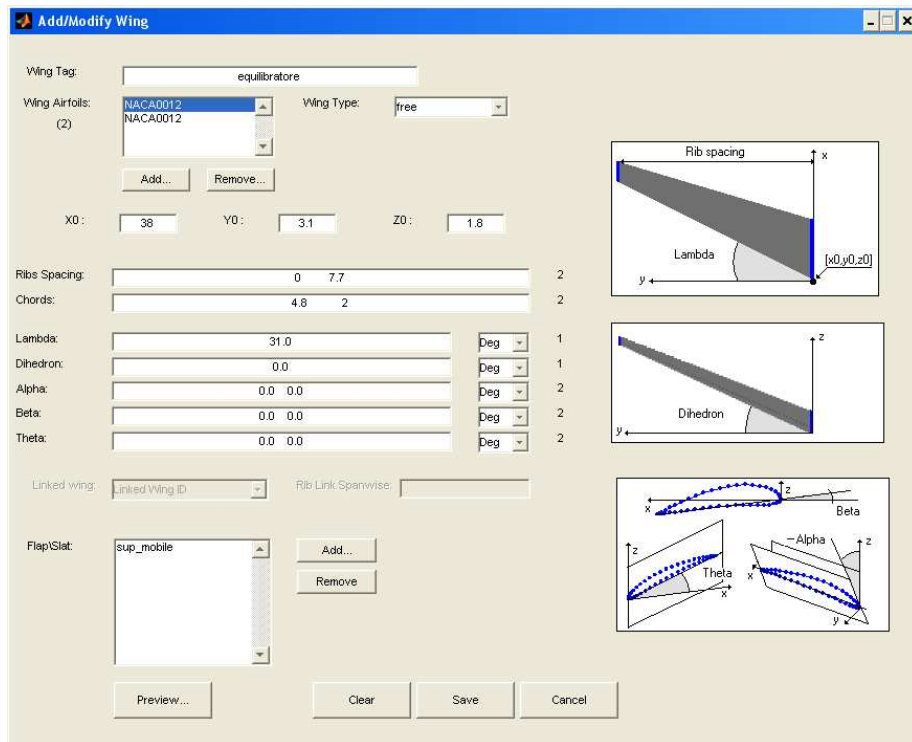 Add/Modify Wing
Wing Tag: equilibratore
Wing Airfoils: NACA0012 Wing Type: free
(2) NACA0012
Add... Remove...
X0 : 38 Y0 : 3.1 Z0 : 1.8
Ribs Spacing: 0 7.7 2
Chords: 4.8 2 2
Lambda: 31.0 Deg 1
Dihedron: 0.0 Deg 1
Alpha: 0.0 0.0 Deg 2
Beta: 0.0 0.0 Deg 2
Theta: 0.0 0.0 Deg 2
Linked wing: Linked Wing ID Rib Link Spanwise:
Flap\Slat: sup_mobile Add...
Remove
Preview... Clear Save Cancel
Rib spacing x
Lambda [x0,y0,z0]
y
z
Dihedron
y
z
x Beta
z -Alpha z
Theta x
x
y